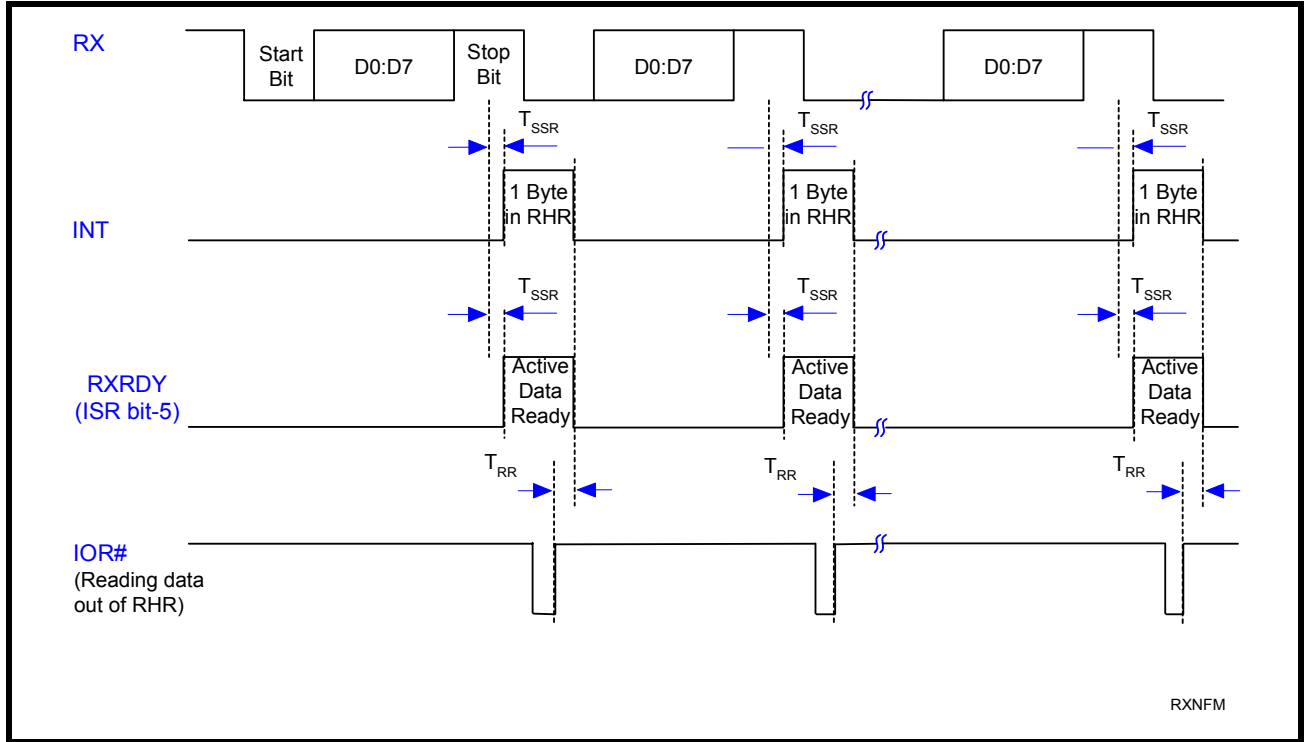 RX
Start
Bit
D0:D7
Stop
Bit
D0:D7
D0:D7
TSSR
TSSR
TSSR
INT
1 Byte
in RHR
1 Byte
in RHR
1 Byte
in RHR
TSSR
TSSR
TSSR
RXRDY
(ISR bit-5)
Active
Data
Ready
Active
Data
Ready
Active
Data
Ready
TRR
TRR
TRR
IOR#
(Reading data
out of RHR)
RXNFM